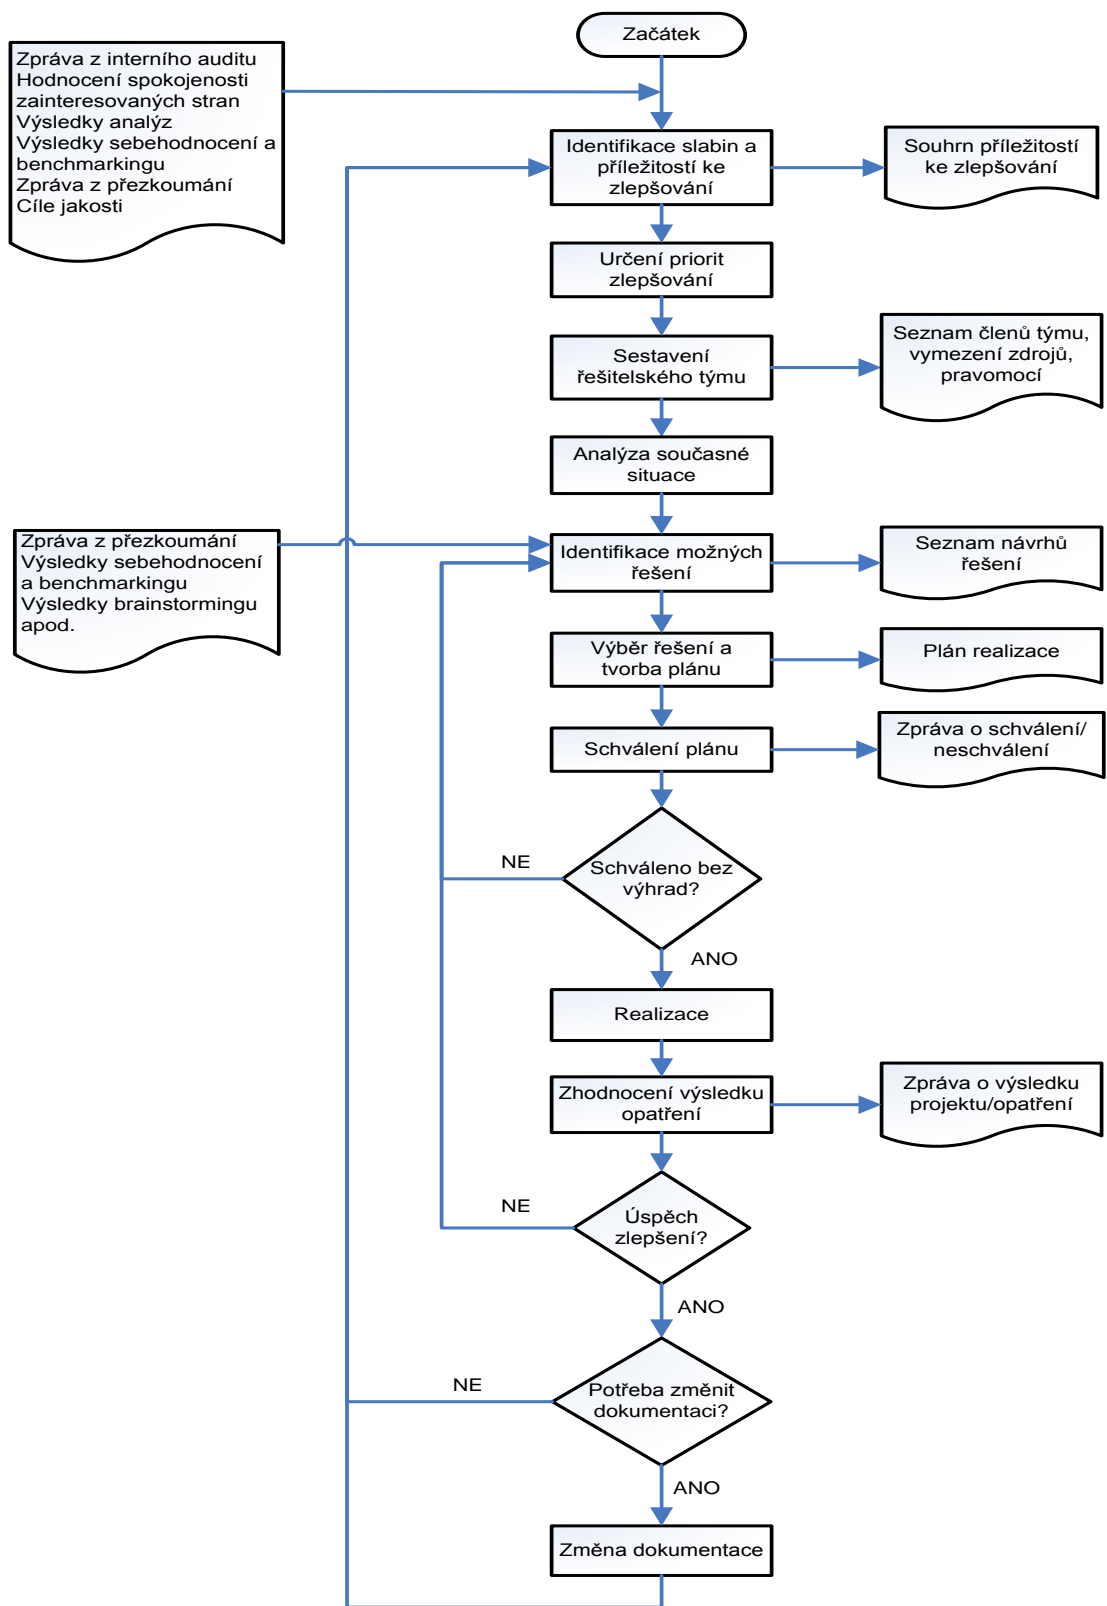 Začátek
Zpráva z interního auditu
Hodnocení spokojenosti
zainteresovaných stran
Výsledky analýz
Výsledky sebehodnocení a
benchmarkingu
Zpráva z přezkoumání
Cíle jakosti
Identifikace slabin a
příležitostí ke
zlepšování
Souhrn příležitostí
ke zlepšování
Určení priorit
zlepšování
Sestavení
řešitelského týmu
Seznam členů týmu,
vymezení zdrojů,
pravomocí
Analýza současné
situace
Zpráva z přezkoumání
Výsledky sebehodnocení
a benchmarkingu
Výsledky brainstormingu
apod.
Identifikace možných
řešení
Seznam návrhů
řešení
Výběr řešení a
tvorba plánu
Plán realizace
Schválení plánu
Zpráva o schválení/
neschválení
NE
Schváleno bez
výhrad?
ANO
Realizace
Zhodnocení výsledku
opatření
Zpráva o výsledku
projektu/opatření
NE
Úspěch
zlepšení?
ANO
NE
Potřeba změnit
dokumentaci?
ANO
Změna dokumentace